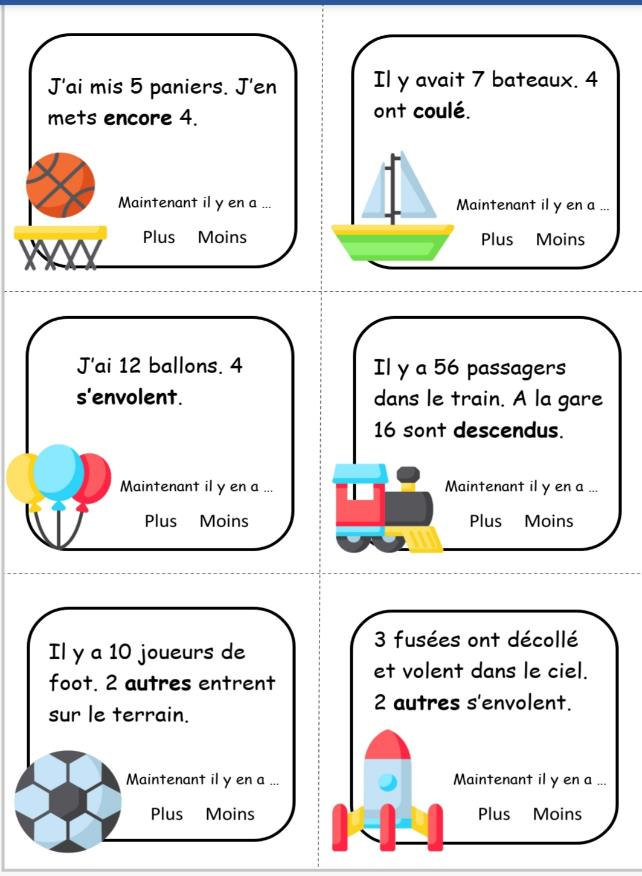 J'ai mis 5 paniers. J'en
mets encore 4.
Maintenant il y en a ...
Plus Moins
Il y avait 7 bateaux. 4
ont coulé.
Maintenant il y en a ...
Plus Moins
J'ai 12 ballons. 4
s'envolent.
Maintenant il y en a ...
Plus Moins
Il y a 56 passagers
dans le train. A la gare
16 sont descendus.
Maintenant il y en a ...
Plus Moins
Il y a 10 joueurs de
foot. 2 autres entrent
sur le terrain.
Maintenant il y en a ...
Plus Moins
3 fusées ont décollé
et volent dans le ciel.
2 autres s'envolent.
Maintenant il y en a ...
Plus Moins